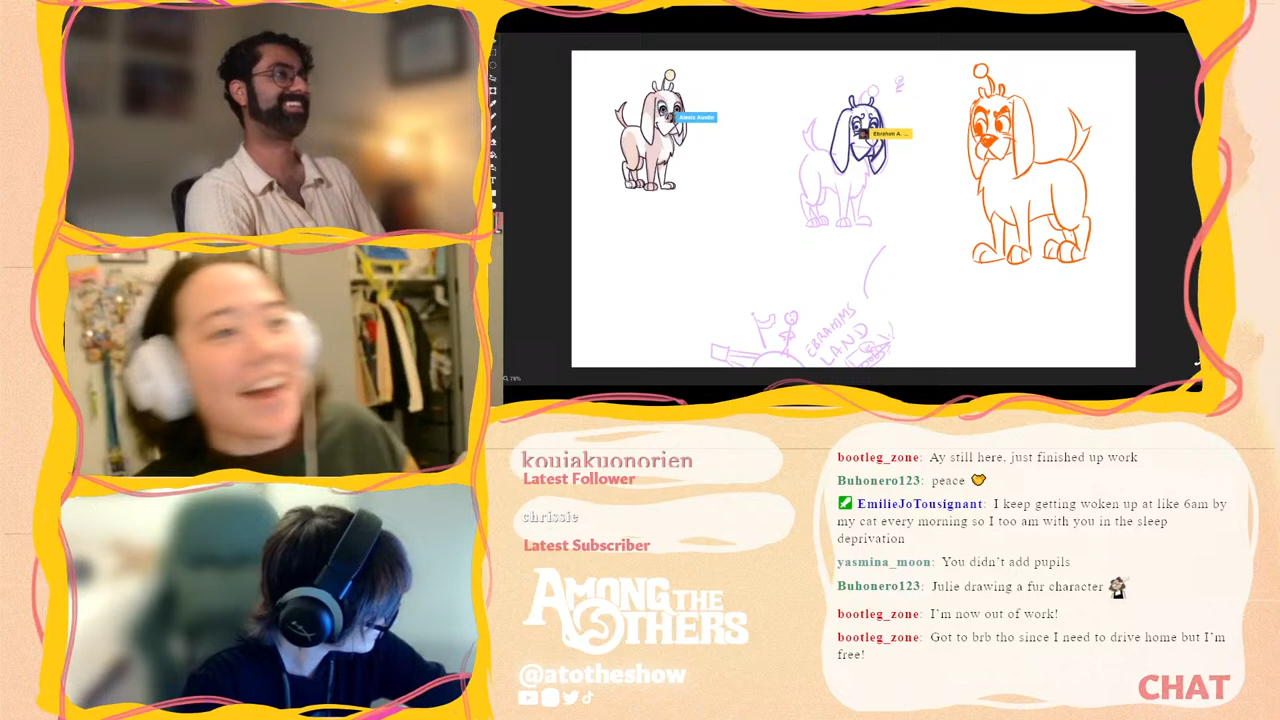 Alexis Austin
Ebrahim A. ...
EBRAHIMS
LAND
78%
kouiakuonorien
Latest Follower
chrissie
Latest Subscriber
AMONG THE
OTHERS
@atotheshow
bootleg_zone: Ay still here, just finished up work
Buhonero123: peace
EmilieJoTousignant: I keep getting woken up at like 6am by
my cat every morning so I too am with you in the sleep
deprivation
yasmina_moon: You didn't add pupils
Buhonero123: Julie drawing a fur character
bootleg_zone: I'm now out of work!
bootleg_zone: Got to brb tho since I need to drive home but I'm
free!
CHAT